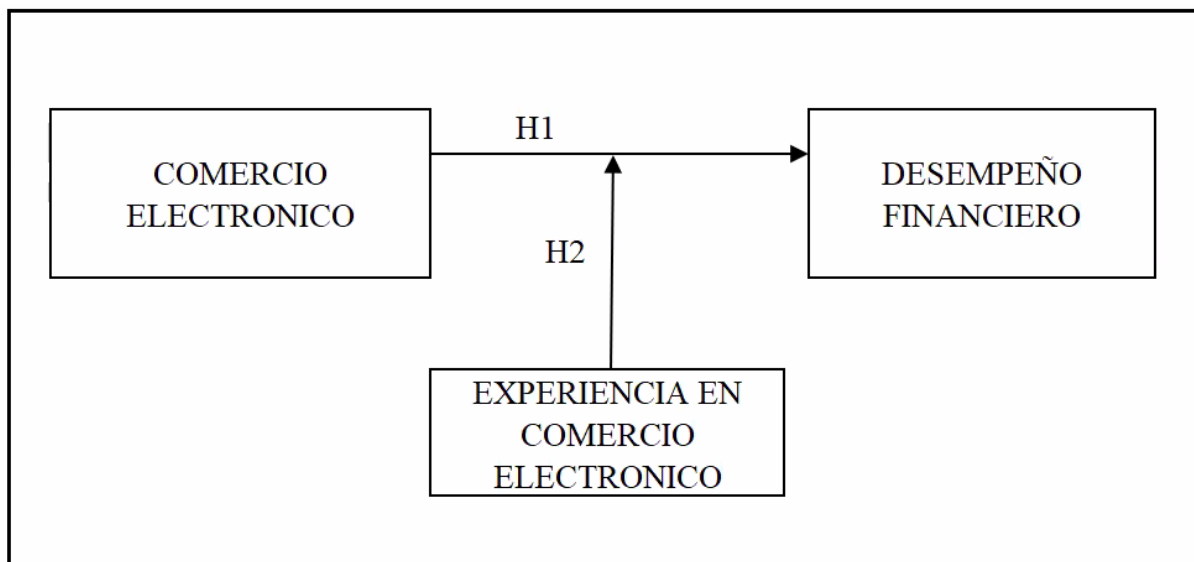 H1
COMERCIO
ELECTRONICO
DESEMPEÑO
FINANCIERO
H2
EXPERIENCIA EN
COMERCIO
ELECTRONICO